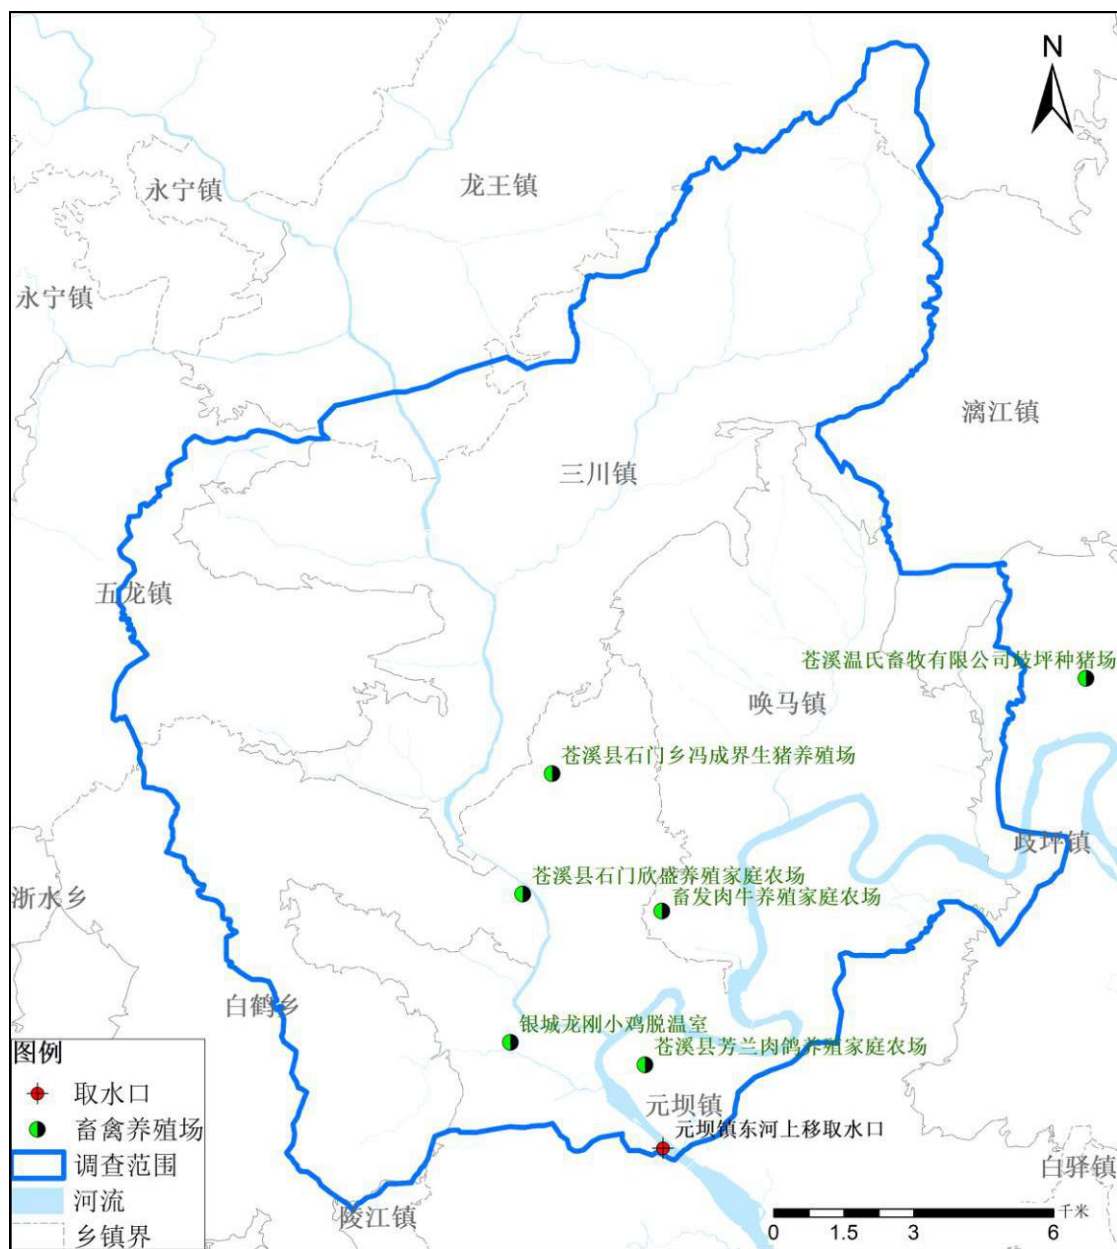 N
龙王镇
永宁镇
永宁镇
漓江镇
三川镇
五龙镇
苍溪温氏畜牧有限公司歧坪种猪场
唤马镇
苍溪县石门乡冯成界生猪养殖场
歧坪镇
苍溪县石门欣盛养殖家庭农场
浙水乡
畜发肉牛养殖家庭农场
白鹤乡
银城龙刚小鸡脱温室
苍溪县芳兰肉鸽养殖家庭农场
元坝镇
元坝镇东河上移取水口
白驿镇
陵江镇
图例
取水口
畜禽养殖场
调查范围
河流
乡镇界
千米
0 1.5 3 6